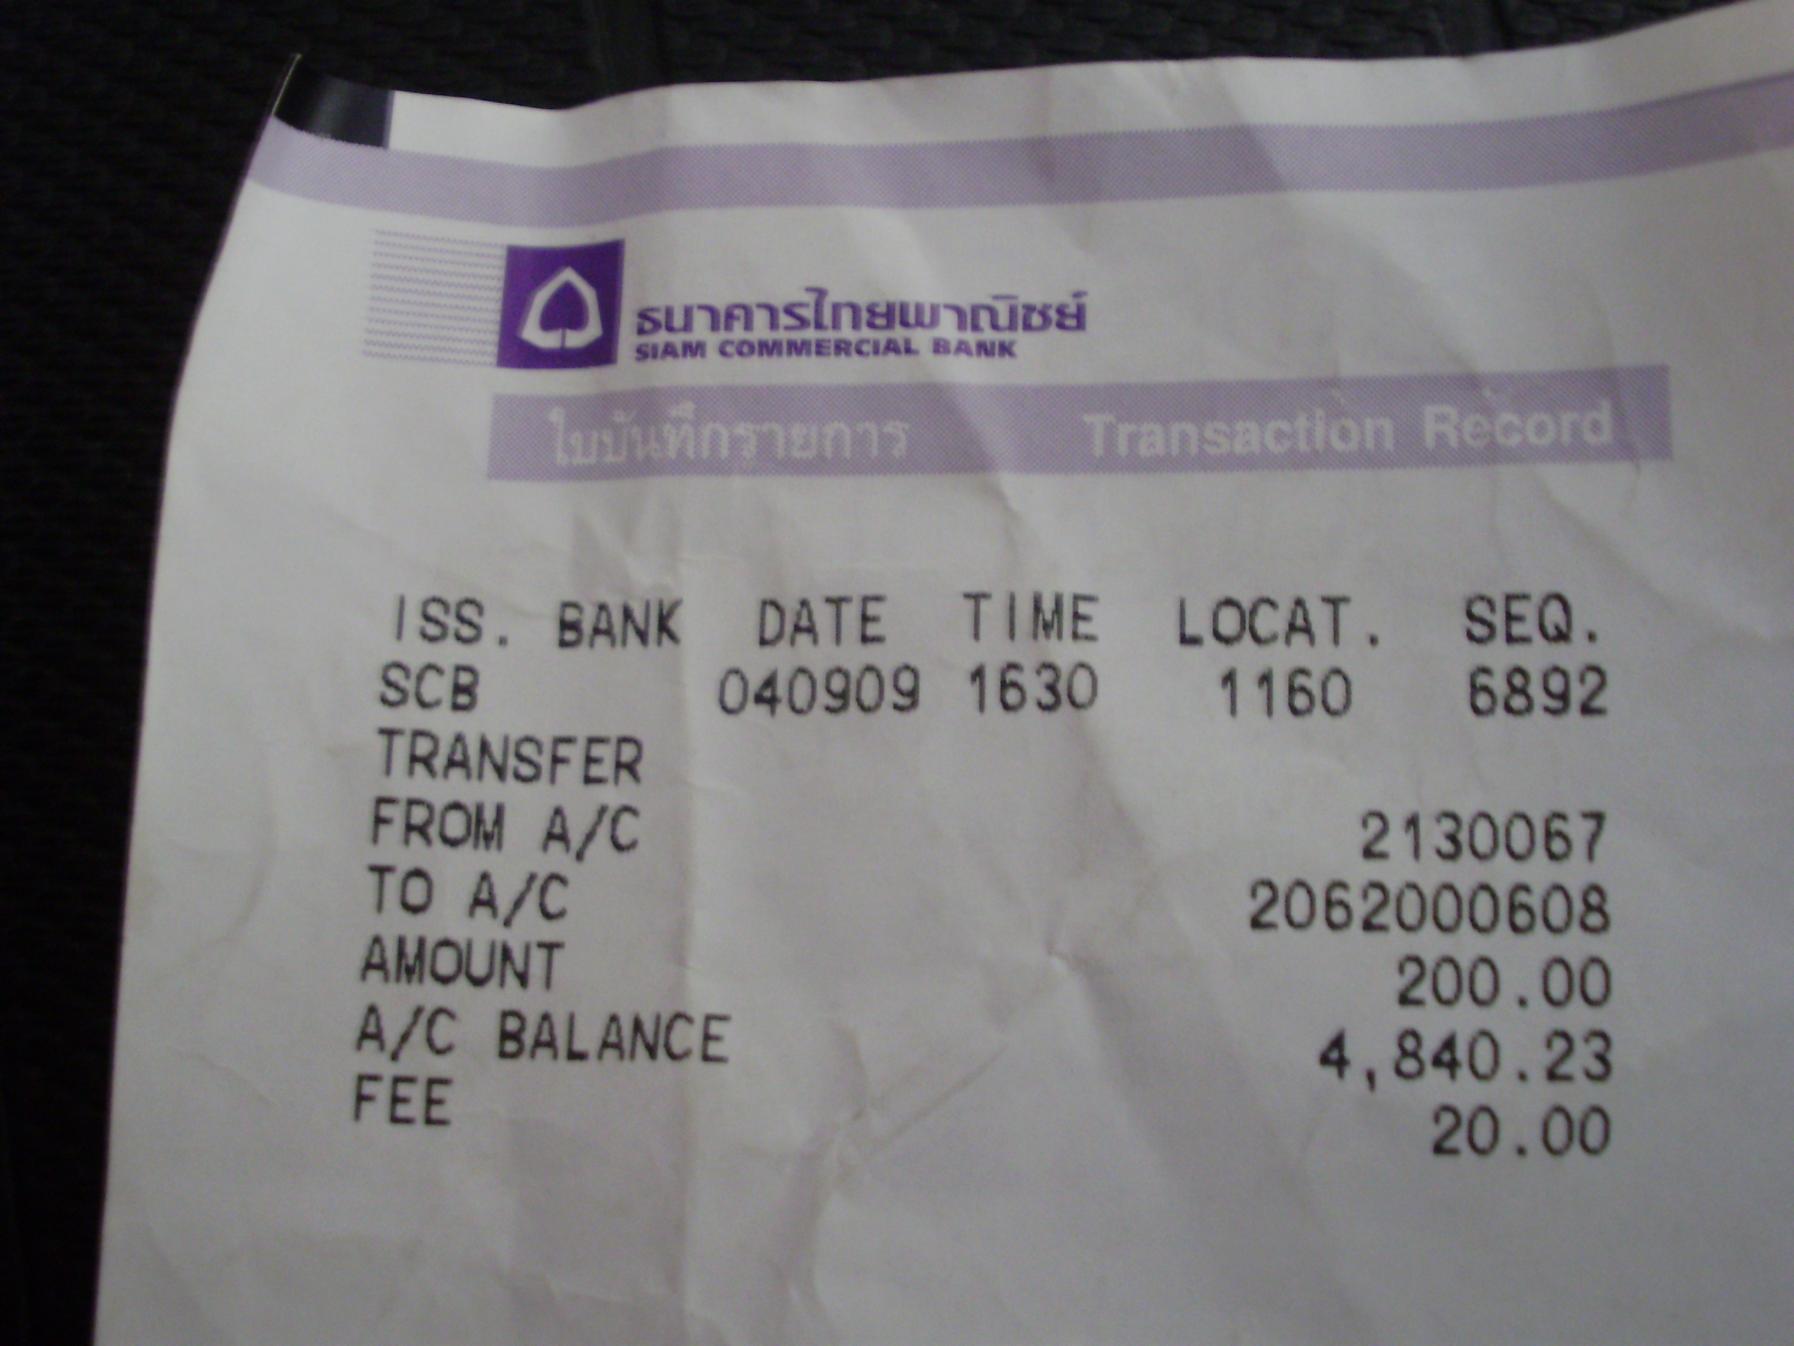 ธนาคารไทยพาณิชย์
SIAM COMMERCIAL BANK
ใบบันทึกรายการ Transaction Record
ISS. BANK DATE TIME LOCAT. SEQ.
SCB 040909 1630 1160 6892
TRANSFER
FROM A/C 2130067
TO A/C 2062000608
AMOUNT 200.00
A/C BALANCE 4,840.23
FEE 20.00